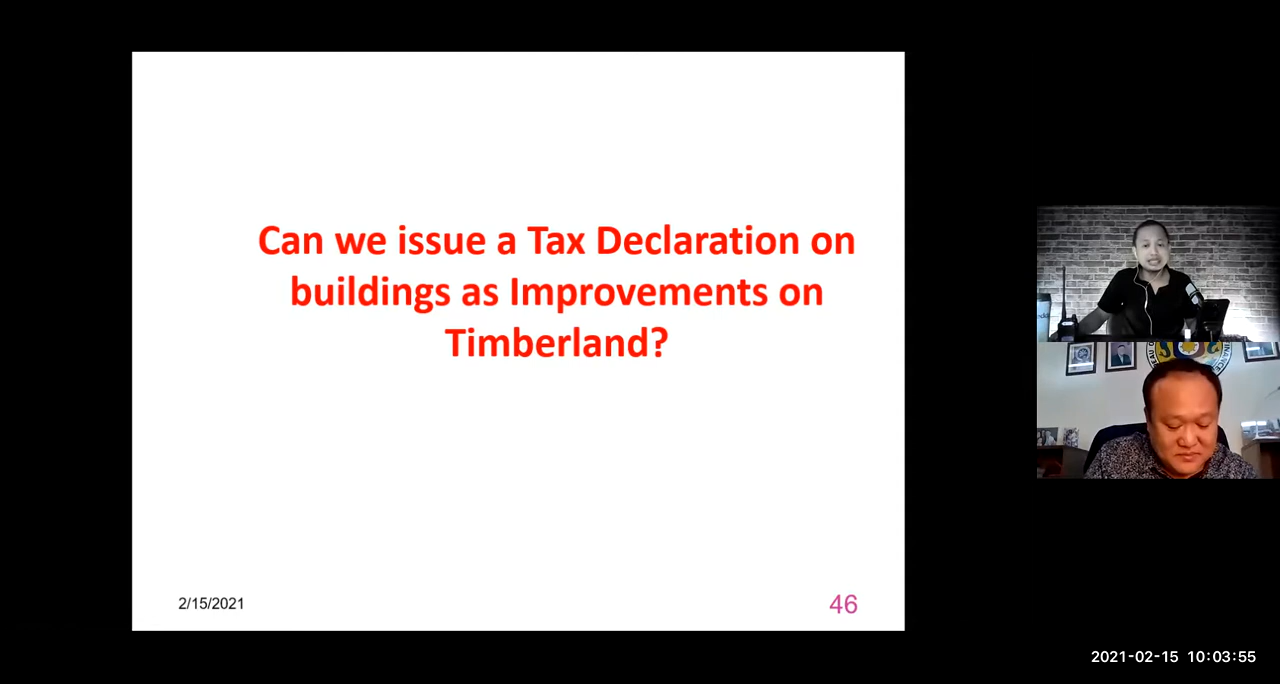 Can we issue a Tax Declaration on
buildings as Improvements on
Timberland?
2/15/2021
46
2021-02-15 10:03:55